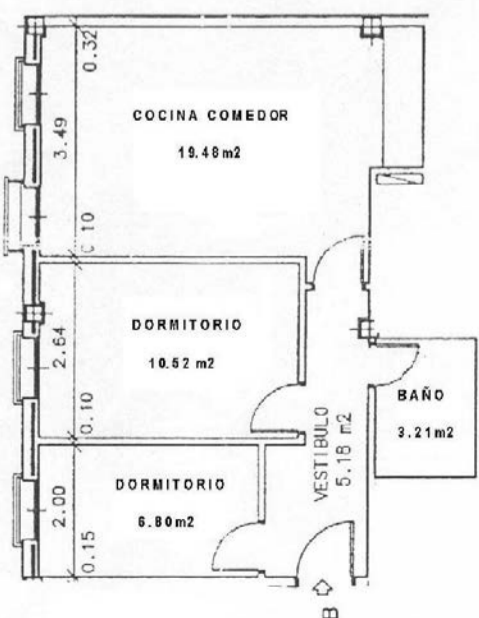 0.32
COCINA COMEDOR
19.48m2
3.49
0.10
DORMITORIO
10.52 m2
2.64
0.10
BAÑO
3.21m2
VESTIBULO
5.18 m2
DORMITORIO
6.80m2
2.00
0.15
B